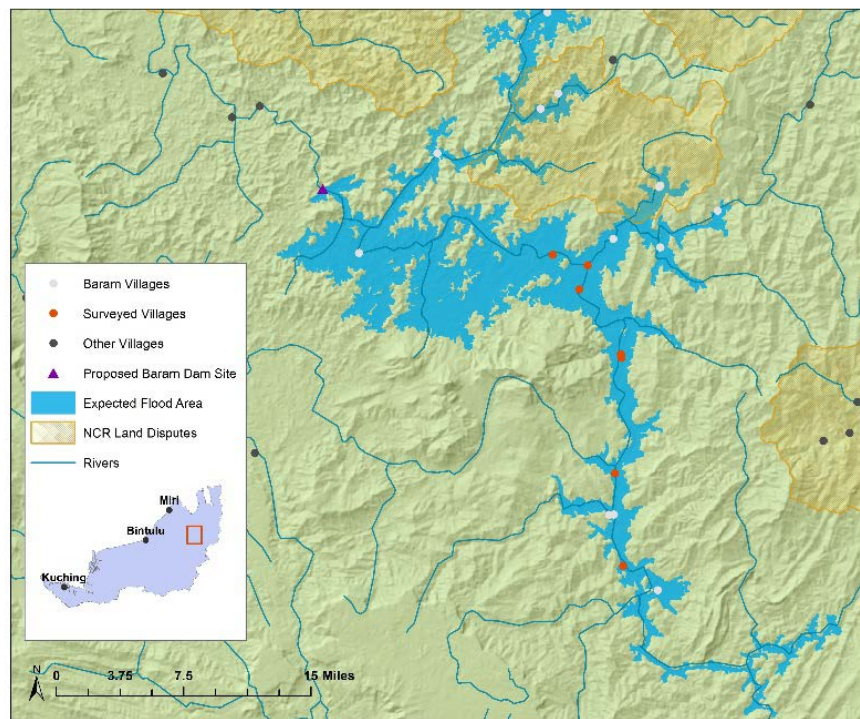 Baram Villages
Surveyed Villages
Other Villages
Proposed Baram Dam Site
Expected Flood Area
NCR Land Disputes
Rivers
Miri
Bintulu
Kuching
N
0 3.75 7.5 15 Miles